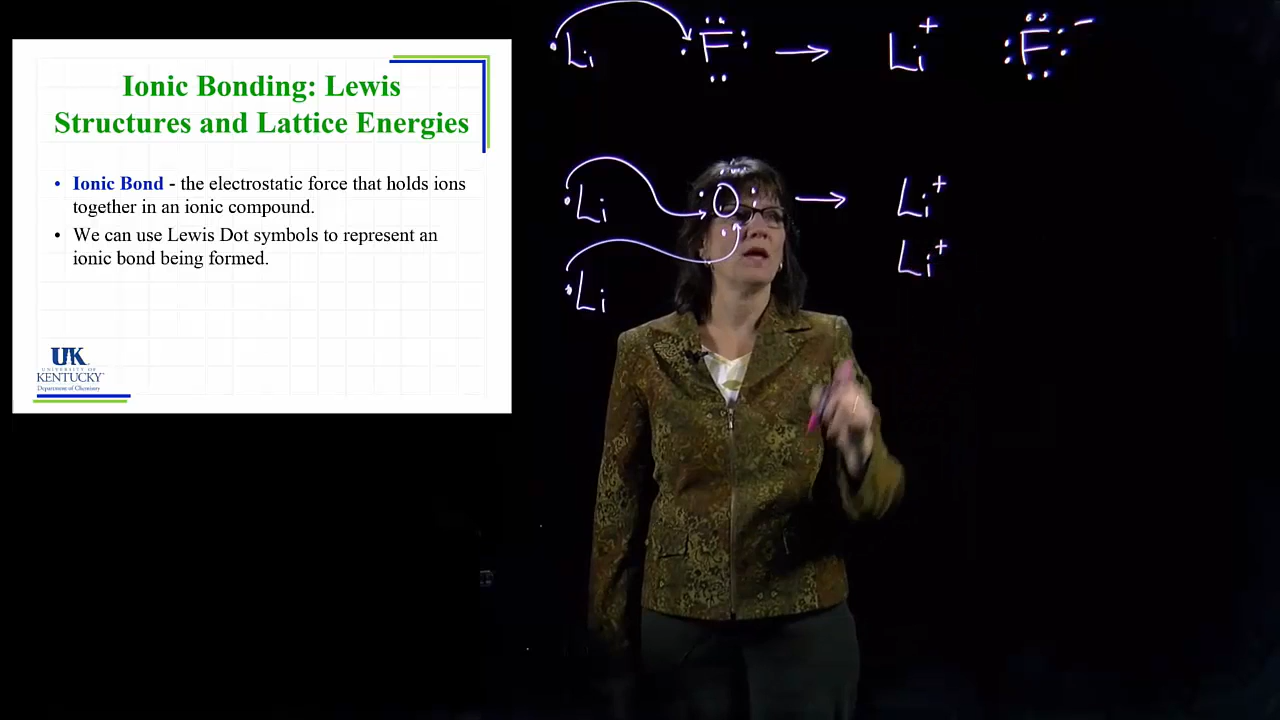 Ionic Bonding: Lewis
Structures and Lattice Energies
• Ionic Bond - the electrostatic force that holds ions
together in an ionic compound.
• We can use Lewis Dot symbols to represent an
ionic bond being formed.
UK
UNIVERSITY OF
KENTUCKY
Department of Chemistry
Li F → Li+ F−
Li O → Li+
Li+
Li